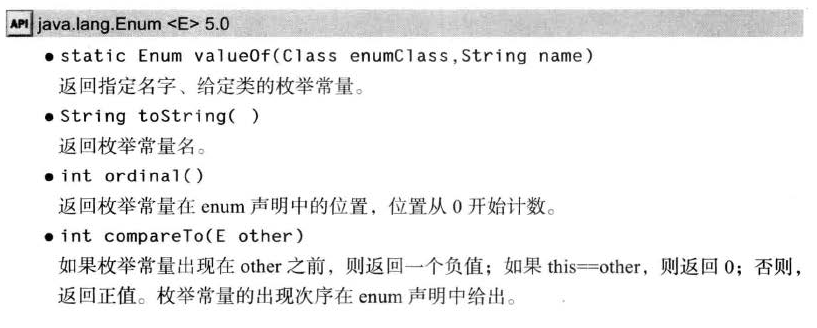 API java.lang.Enum <E> 5.0
● static Enum valueOf(Class enumClass,String name)
返回指定名字、给定类的枚举常量。
● String toString( )
返回枚举常量名。
● int ordinal()
返回枚举常量在 enum 声明中的位置，位置从 0 开始计数。
● int compareTo(E other)
如果枚举常量出现在 other 之前，则返回一个负值；如果 this==other，则返回 0；否则，
返回正值。枚举常量的出现次序在 enum 声明中给出。